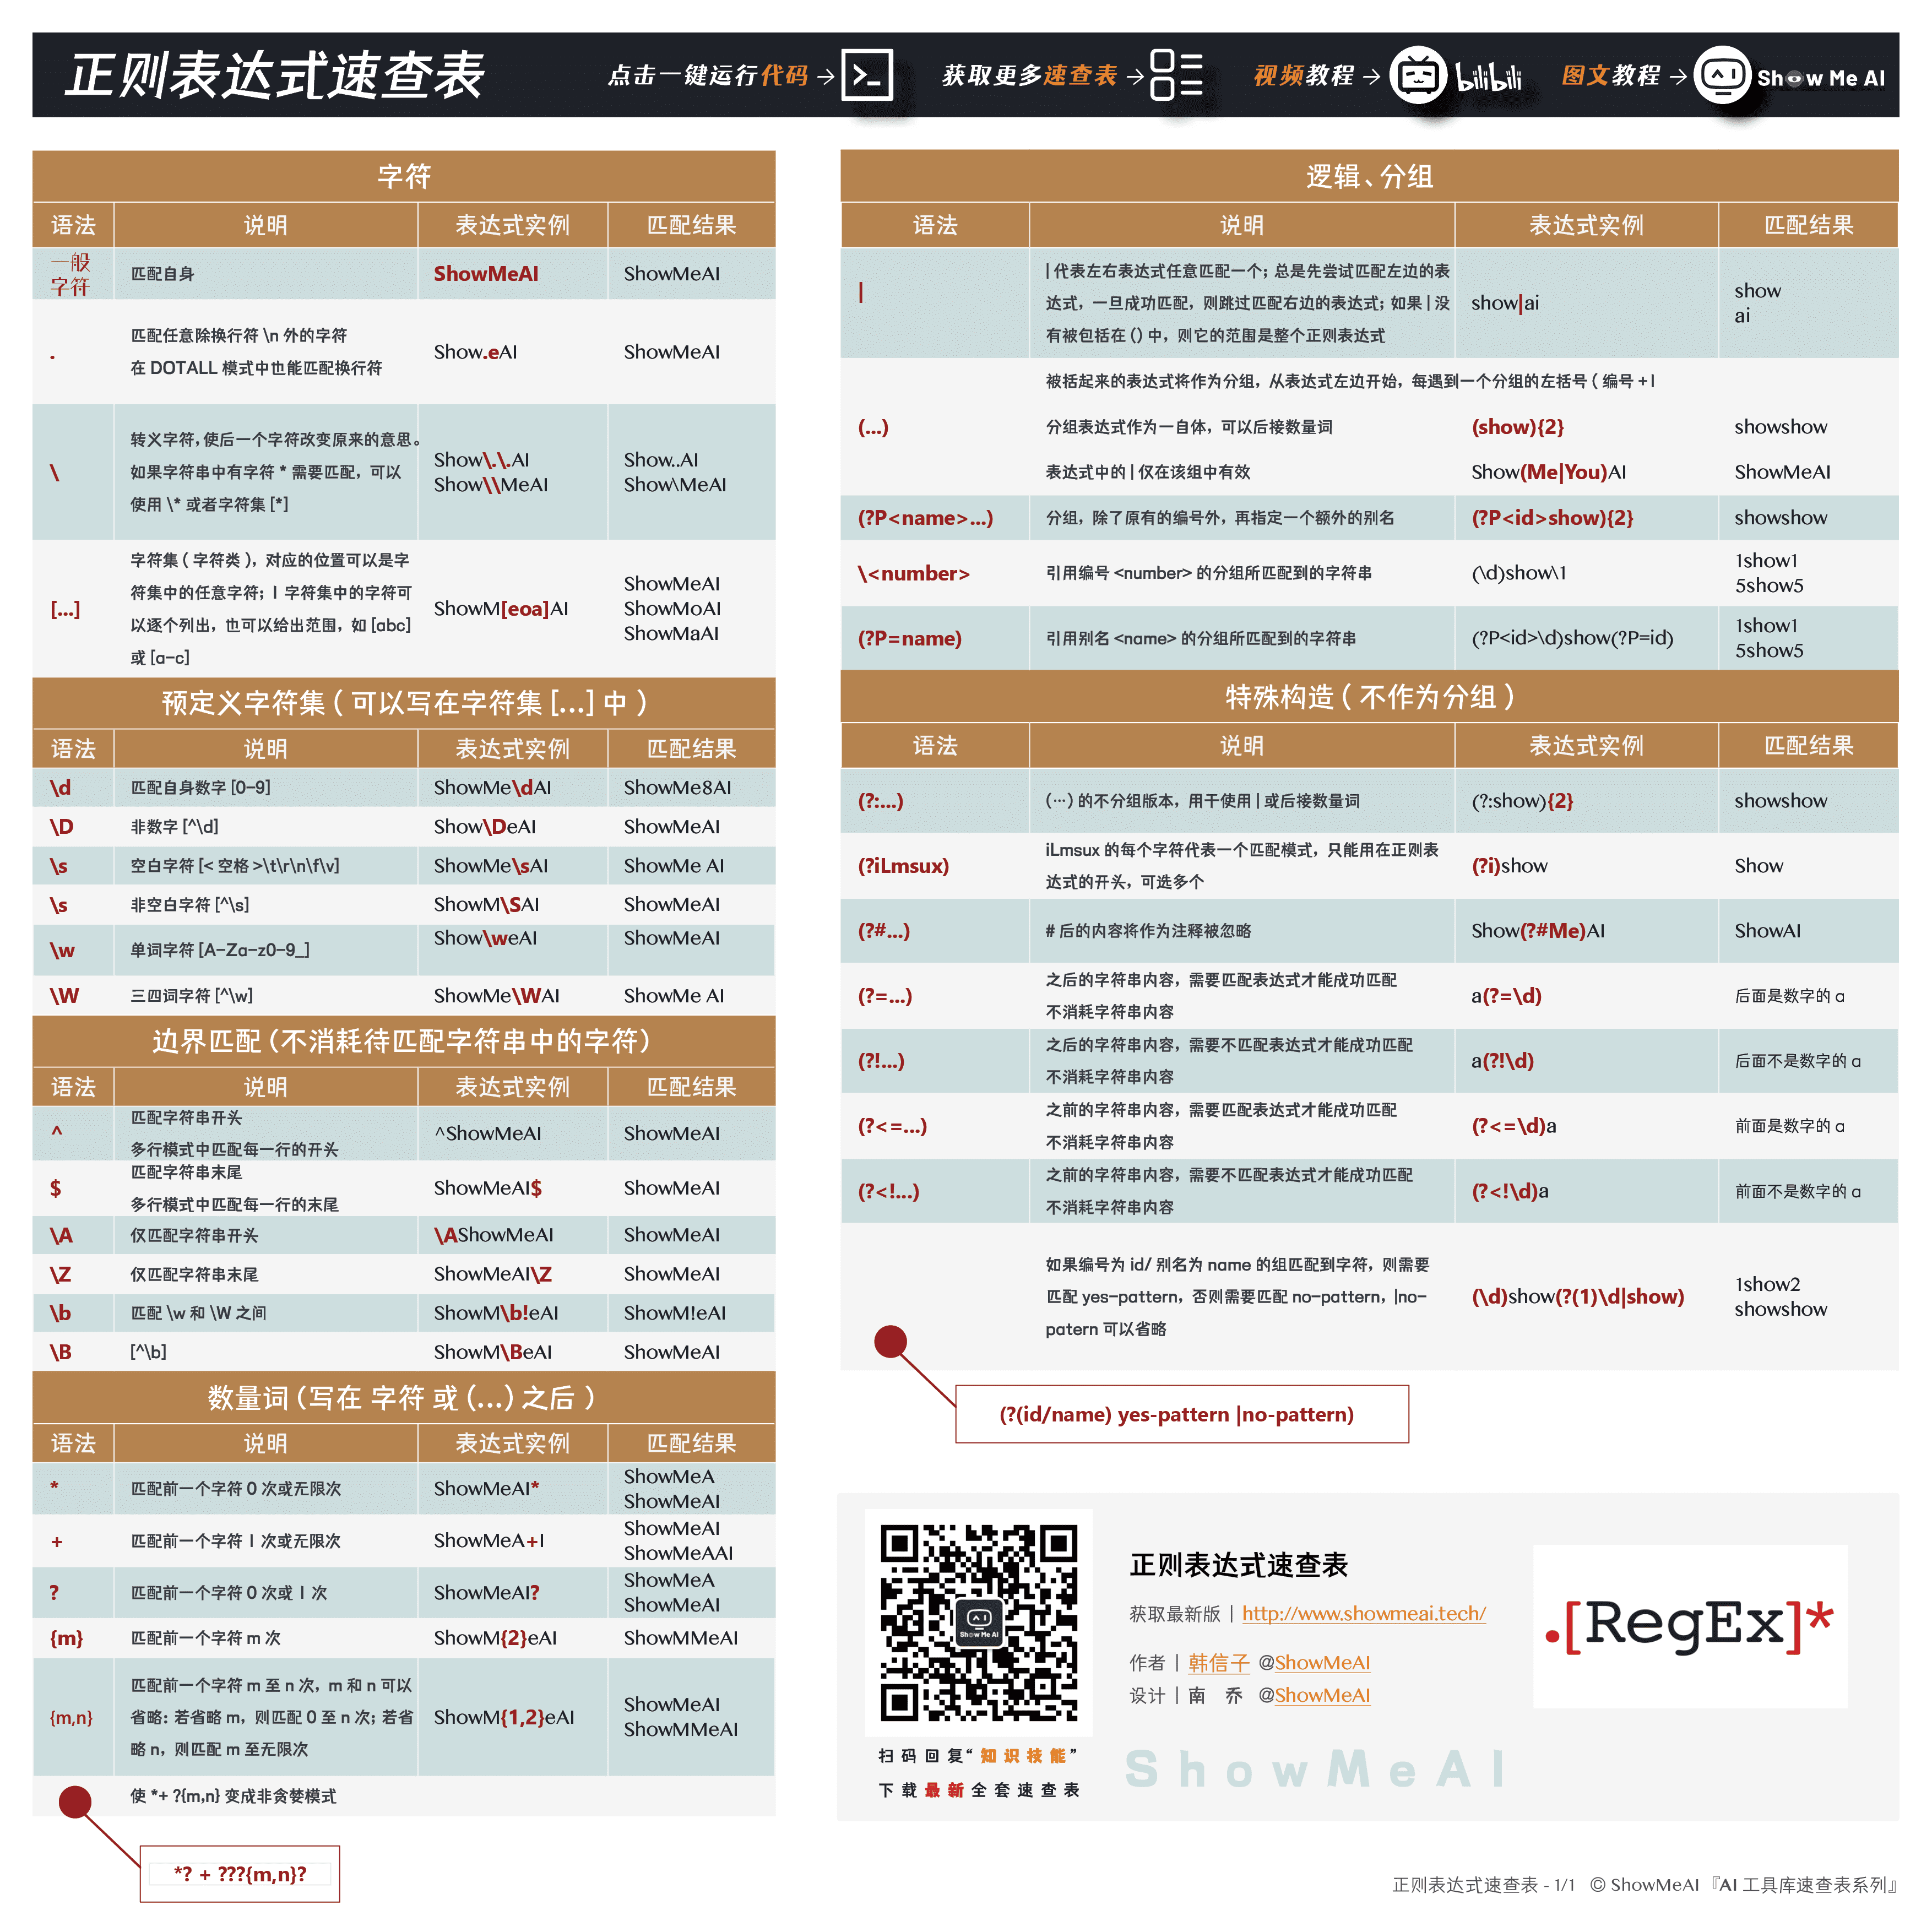 正则表达式速查表
点击一键运行代码 →
获取更多速查表 →
视频教程 →
bilibili
图文教程 →
Show Me AI
字符
语法 说明 表达式实例 匹配结果
一般
字符
匹配自身 ShowMeAI ShowMeAI
. 匹配任意除换行符 \n 外的字符
在 DOTALL 模式中也能匹配换行符
Show.eAI ShowMeAI
\ 转义字符，使后一个字符改变原来的意思。
如果字符串中有字符 * 需要匹配，可以
使用 \* 或者字符集 [*]
Show\.\.AI Show..AI
Show\\MeAI Show\MeAI
[...] 字符集 ( 字符类 )，对应的位置可以是字
符集中的任意字符；1 字符集中的字符可
以逐个列出，也可以给出范围，如 [abc]
或 [a-c]
ShowM[eoa]AI
ShowMeAI
ShowMoAI
ShowMaAI
预定义字符集 ( 可以写在字符集 [...] 中 )
语法 说明 表达式实例 匹配结果
\d 匹配自身数字 [0-9] ShowMe\dAI ShowMe8AI
\D 非数字 [^\d] Show\DeAI ShowMeAI
\s 空白字符 [< 空格 >\t\r\n\f\v] ShowMe\sAI ShowMe AI
\s 非空白字符 [^\s] ShowM\SAI ShowMeAI
\w 单词字符 [A-Za-z0-9_] Show\weAI ShowMeAI
\W 三四词字符 [^\w] ShowMe\WAI ShowMe AI
边界匹配 (不消耗待匹配字符串中的字符)
语法 说明 表达式实例 匹配结果
^ 匹配字符串开头
多行模式中匹配每一行的开头
^ShowMeAI ShowMeAI
$ 匹配字符串末尾
多行模式中匹配每一行的末尾
ShowMeAI$ ShowMeAI
\A 仅匹配字符串开头 \AShowMeAI ShowMeAI
\Z 仅匹配字符串末尾 ShowMeAI\Z ShowMeAI
\b 匹配 \w 和 \W 之间 ShowM\b!eAI ShowM!eAI
\B [^\b] ShowM\BeAI ShowMeAI
数量词 (写在 字符 或 (...) 之后 )
语法 说明 表达式实例 匹配结果
* 匹配前一个字符 0 次或无限次 ShowMeAI*
ShowMeA
ShowMeAI
+ 匹配前一个字符 1 次或无限次 ShowMeA+I
ShowMeAI
ShowMeAAI
? 匹配前一个字符 0 次或 1 次 ShowMeAI?
ShowMeA
ShowMeAI
{m} 匹配前一个字符 m 次 ShowM{2}eAI ShowMMeAI
{m,n} 匹配前一个字符 m 至 n 次，m 和 n 可以
省略：若省略 m，则匹配 0 至 n 次；若省
略 n，则匹配 m 至无限次
ShowM{1,2}eAI
ShowMeAI
ShowMMeAI
使 *+ ?{m,n} 变成非贪婪模式
*? + ???{m,n}?
逻辑、分组
语法 说明 表达式实例 匹配结果
| | 代表左右表达式任意匹配一个；总是先尝试匹配左边的表
达式，一旦成功匹配，则跳过匹配右边的表达式；如果 | 没
有被包括在 () 中，则它的范围是整个正则表达式
show|ai
show
ai
被括起来的表达式将作为分组，从表达式左边开始，每遇到一个分组的左括号 ( 编号 +1
(...) 分组表达式作为一自体，可以后接数量词 (show){2} showshow
表达式中的 | 仅在该组中有效 Show(Me|You)AI ShowMeAI
(?P<name>...) 分组，除了原有的编号外，再指定一个额外的别名 (?P<id>show){2} showshow
\<number> 引用编号 <number> 的分组所匹配到的字符串 (\d)show\1
1show1
5show5
(?P=name) 引用别名 <name> 的分组所匹配到的字符串 (?P<id>\d)show(?P=id)
1show1
5show5
特殊构造 ( 不作为分组 )
语法 说明 表达式实例 匹配结果
(?:...) (…) 的不分组版本，用干使用 | 或后接数量词 (?:show){2} showshow
(?iLmsux) iLmsux 的每个字符代表一个匹配模式，只能用在正则表
达式的开头，可选多个
(?i)show Show
(?#...) # 后的内容将作为注释被忽略 Show(?#Me)AI ShowAI
(?=...) 之后的字符串内容，需要匹配表达式才能成功匹配
不消耗字符串内容
a(?=\d) 后面是数字的 a
(?!...) 之后的字符串内容，需要不匹配表达式才能成功匹配
不消耗字符串内容
a(?!\d) 后面不是数字的 a
(?<=...) 之前的字符串内容，需要匹配表达式才能成功匹配
不消耗字符串内容
(?<=\d)a 前面是数字的 a
(?<!...) 之前的字符串内容，需要不匹配表达式才能成功匹配
不消耗字符串内容
(?<!\d)a 前面不是数字的 a
如果编号为 id/ 别名为 name 的组匹配到字符，则需要
匹配 yes-pattern，否则需要匹配 no-pattern，|no-
patern 可以省略
(\d)show(?(1)\d|show)
1show2
showshow
(?(id/name) yes-pattern |no-pattern)
Show Me AI
扫码回复“知识技能”
下载最新全套速查表
正则表达式速查表
获取最新版 | http://www.showmeai.tech/
作者 | 韩信子 @ShowMeAI
设计 | 南 乔 @ShowMeAI
ShowMeAI
.[RegEx]*
正则表达式速查表 - 1/1 © ShowMeAI 『AI 工具库速查表系列』